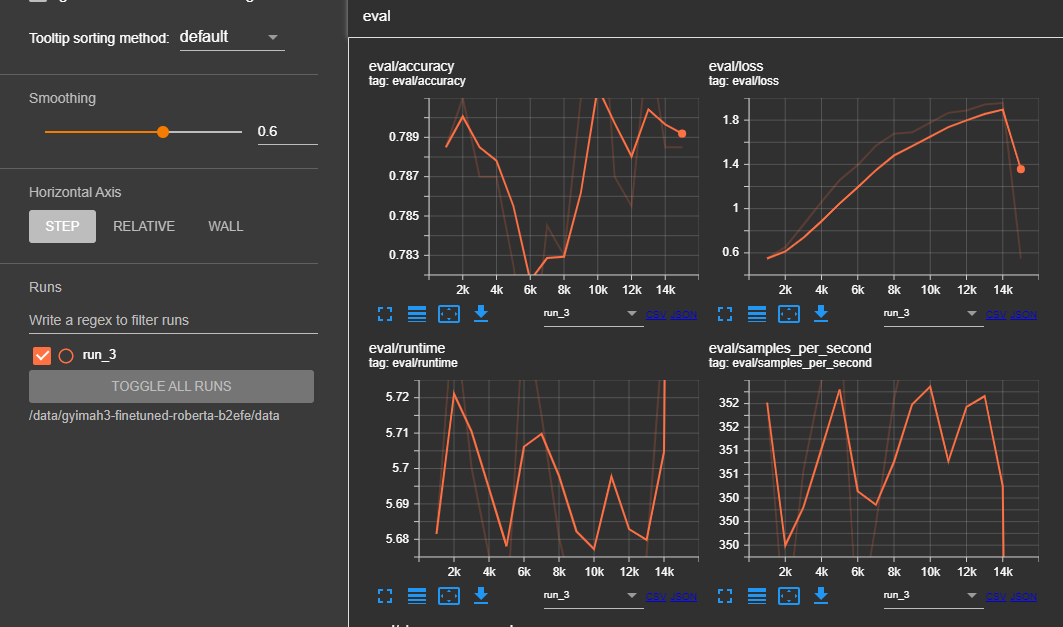 eval
Tooltip sorting method: default
Smoothing
0.6
Horizontal Axis
STEP RELATIVE WALL
Runs
Write a regex to filter runs
run_3
TOGGLE ALL RUNS
/data/gyimah3-finetuned-roberta-b2efe/data
eval/accuracy
tag: eval/accuracy
0.789
0.787
0.785
0.783
2k 4k 6k 8k 10k 12k 14k
run_3 CSV JSON
eval/loss
tag: eval/loss
1.8
1.4
1
0.6
2k 4k 6k 8k 10k 12k 14k
run_3 CSV JSON
eval/runtime
tag: eval/runtime
5.72
5.71
5.7
5.69
5.68
2k 4k 6k 8k 10k 12k 14k
run_3 CSV JSON
eval/samples_per_second
tag: eval/samples_per_second
352
352
351
351
350
350
350
2k 4k 6k 8k 10k 12k 14k
run_3 CSV JSON